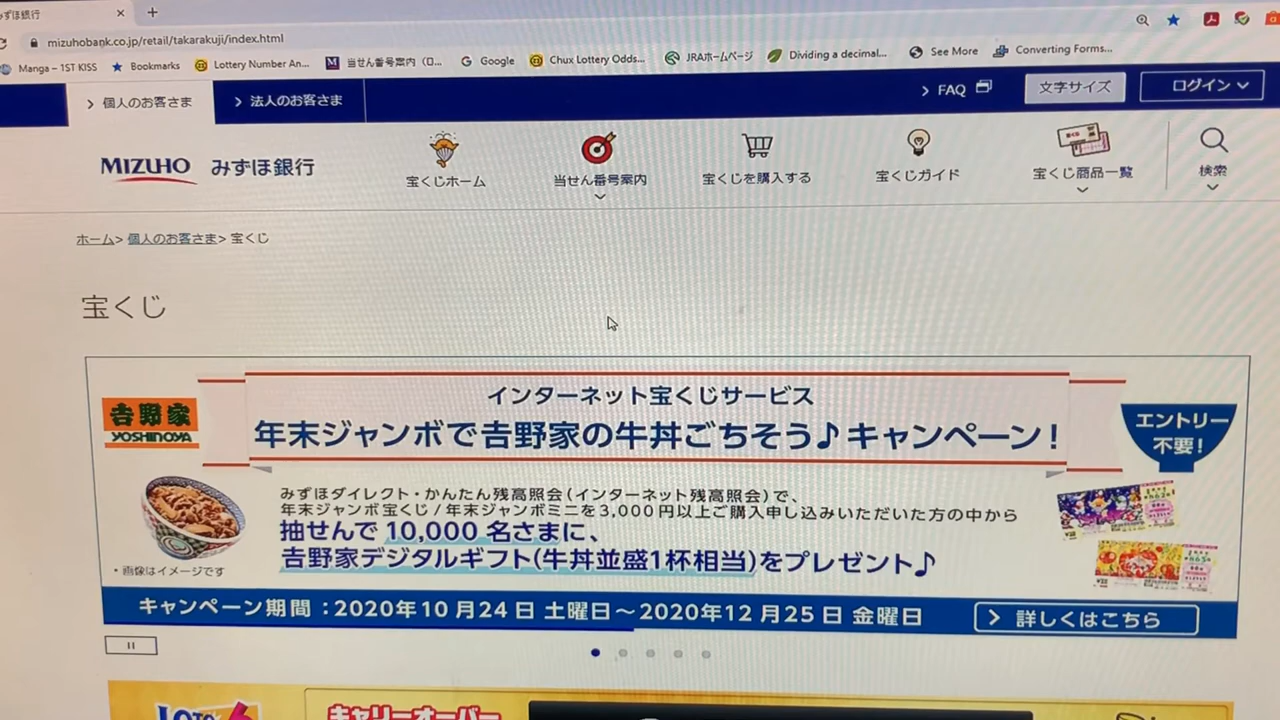 ずほ銀行
mizuhobank.co.jp/retail/takarakuji/index.html
Manga – 1ST KISS
Bookmarks
Lottery Number An...
当せん番号案内（ロ...
Google
Chux Lottery Odds...
JRAホームページ
Dividing a decimal...
See More
Converting Forms...
個人のお客さま
法人のお客さま
FAQ
文字サイズ
ログイン
MIZUHO みずほ銀行
宝くじホーム
当せん番号案内
宝くじを購入する
宝くじガイド
宝くじ商品一覧
検索
ホーム> 個人のお客さま> 宝くじ
宝くじ
吉野家
YOSHINOYA
インターネット宝くじサービス
年末ジャンボで吉野家の牛丼ごちそう♪キャンペーン！
エントリー
不要！
みずほダイレクト・かんたん残高照会（インターネット残高照会）で、
年末ジャンボ宝くじ/年末ジャンボミニを3,000円以上ご購入申し込みいただいた方の中から
抽せんで 10,000 名さまに、
吉野家デジタルギフト(牛丼並盛1杯相当)をプレゼント♪
・画像はイメージです
キャンペーン期間：2020年10月24日 土曜日～2020年12月25日 金曜日
詳しくはこちら
LOTO 6
キャリーオーバー